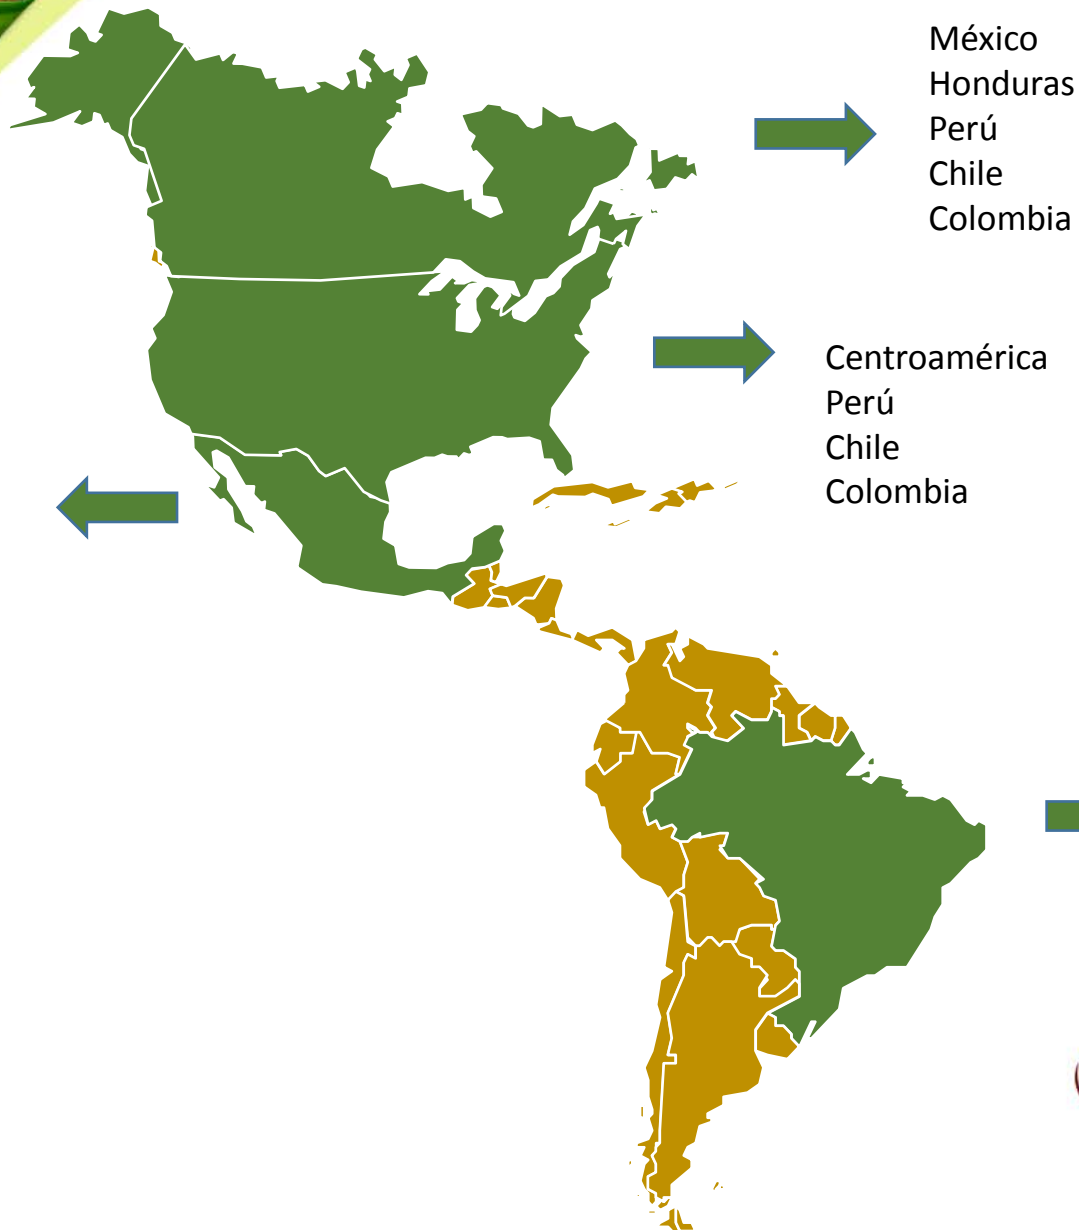 México
Honduras
Perú
Chile
Colombia
Centroamérica
Perú
Chile
Colombia